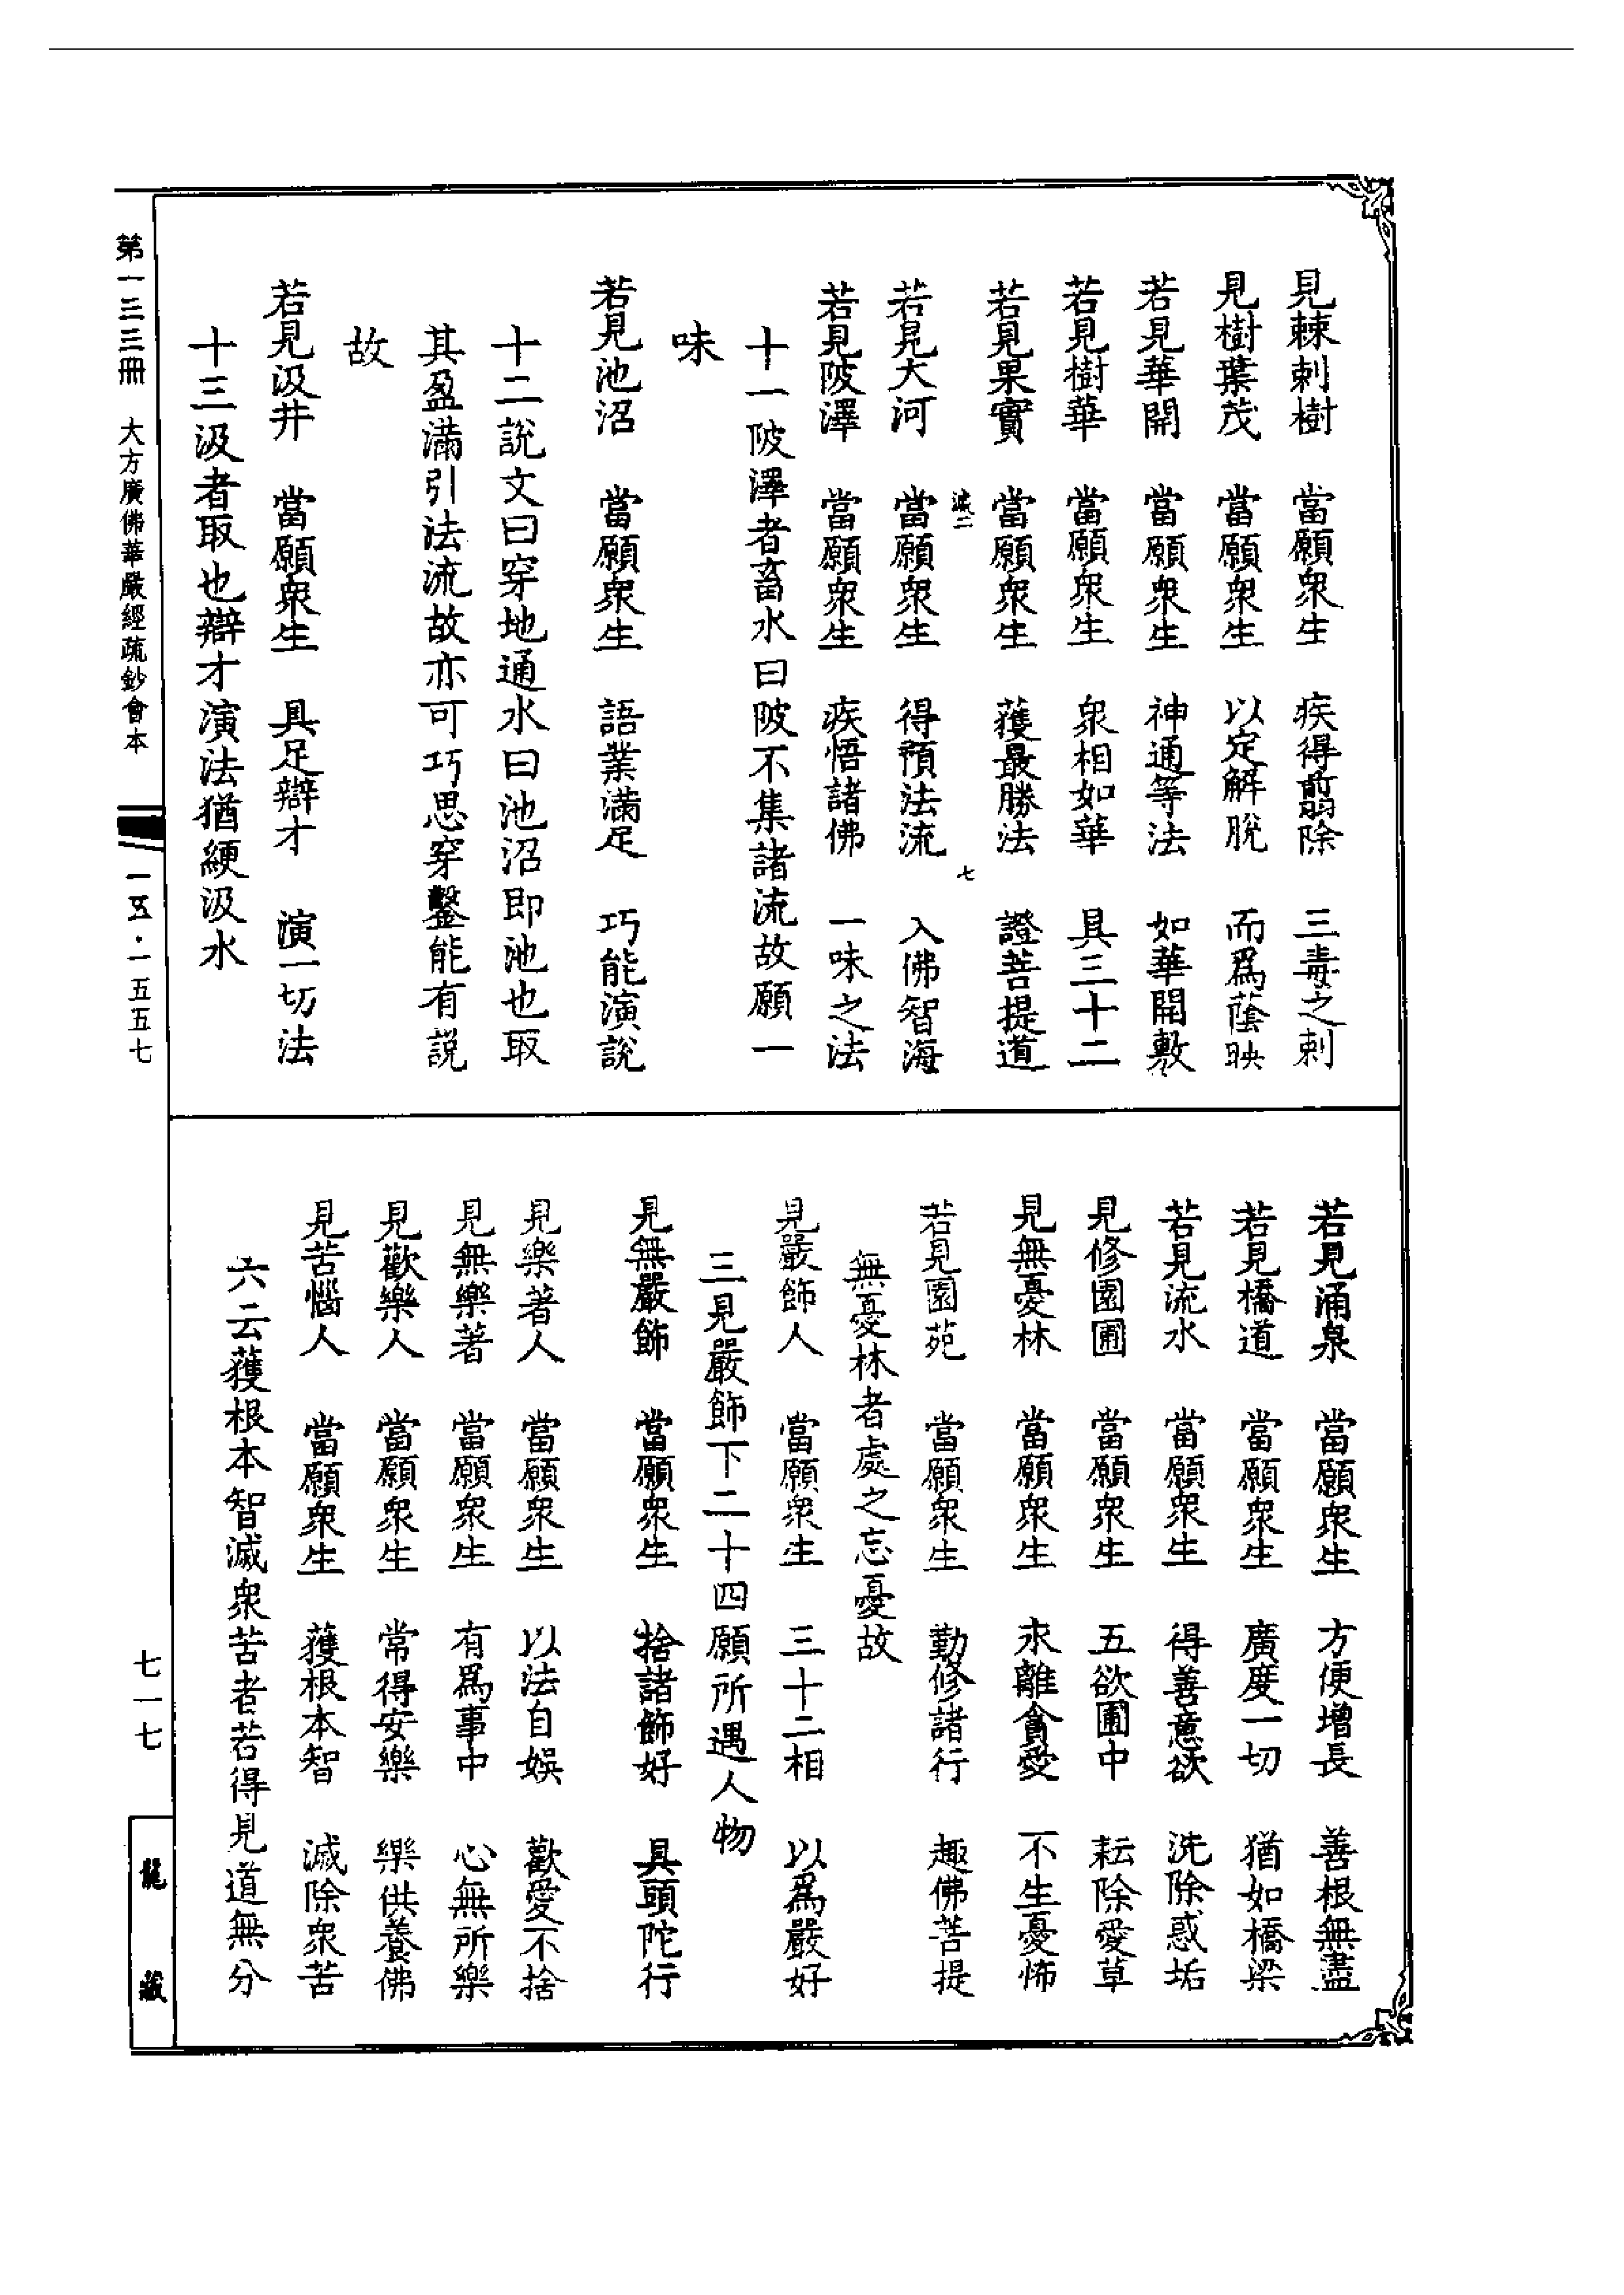 見棘刺樹　當願衆生　疾得翦除　三毒之刺
見樹葉茂　當願衆生　以定解脫　而爲蔭映
若見華開　當願衆生　神通等法　如華開敷
若見樹華　當願衆生　衆相如華　具三十二
若見果實　當願衆生　獲最勝法　證菩提道
七
若見大河　當願衆生　得預法流　入佛智海
若見陂澤　當願衆生　疾悟諸佛　一味之法
十一陂澤者畜水曰陂不集諸流故願一
味
若見池沼　當願衆生　語業滿足　巧能演說
十二說文曰穿地通水曰池沼即池也取
其盈滿引法流故亦可巧思穿鑿能有說
故
若見汲井　當願衆生　具足辯才　演一切法
十三汲者取也辯才演法猶綆汲水
若見涌泉　當願衆生　方便增長　善根無盡
若見橋道　當願衆生　廣度一切　猶如橋梁
若見流水　當願衆生　得善意欲　洗除惑垢
見修園圃　當願衆生　五欲圃中　耘除愛草
見無憂林　當願衆生　永離貪愛　不生憂怖
若見園苑　當願衆生　勤修諸行　趣佛菩提
無憂林者處之忘憂故
見嚴飾人　當願衆生　三十二相　以爲嚴好
三見嚴飾下二十四願所遇人物
見無嚴飾　當願衆生　捨諸飾好　具頭陀行
見樂著人　當願衆生　以法自娛　歡愛不捨
見無樂著　當願衆生　有爲事中　心無所樂
見歡樂人　當願衆生　常得安樂　樂供養佛
見苦惱人　當願衆生　獲根本智　滅除衆苦
六云獲根本智滅衆苦者若得見道無分
第一三三冊　大方廣佛華嚴經疏鈔會本　一五·一五五七
七一七
龍藏